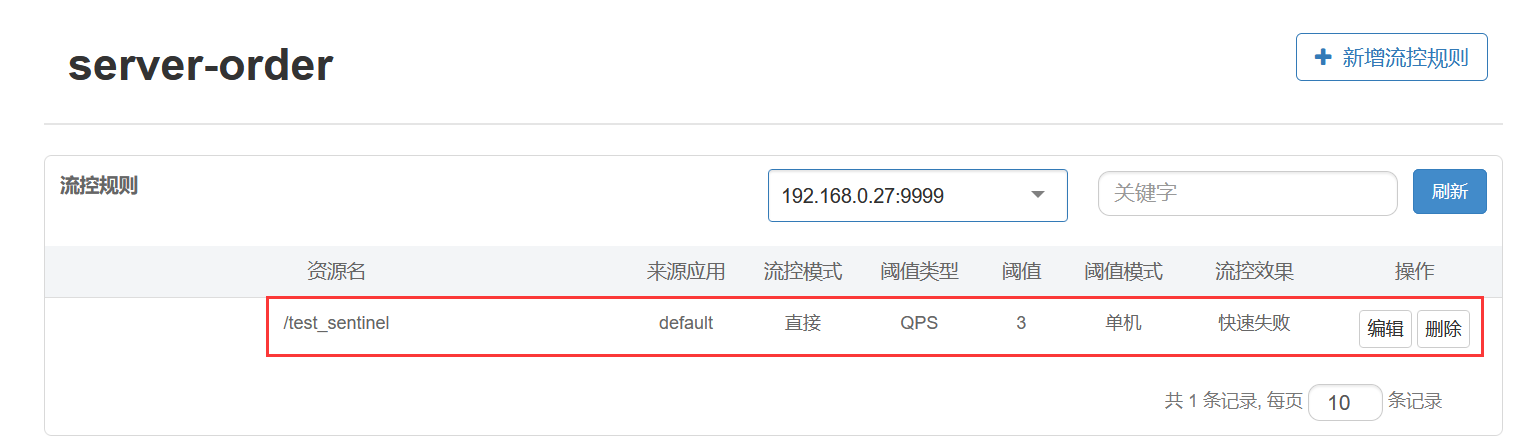 server-order
新增流控规则
流控规则 192.168.0.27:9999 关键字 刷新
资源名 来源应用 流控模式 阈值类型 阈值 阈值模式 流控效果 操作
/test_sentinel default 直接 QPS 3 单机 快速失败 编辑 删除
共 1 条记录, 每页 10 条记录